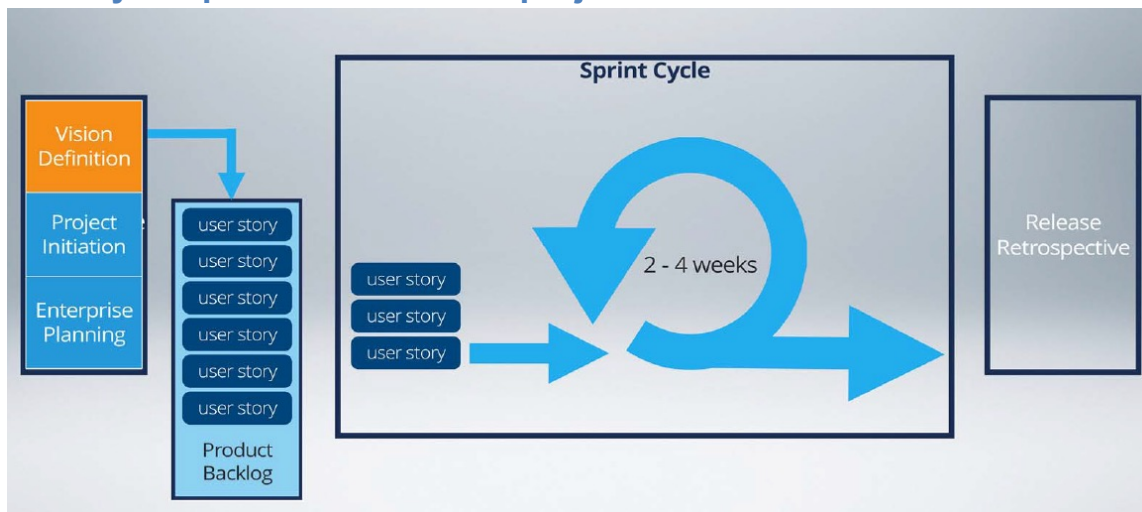 Sprint Cycle
Vision
Definition
Project
Initiation
Enterprise
Planning
user story
user story
user story
user story
user story
user story
Product
Backlog
user story
user story
user story
2 - 4 weeks
Release
Retrospective